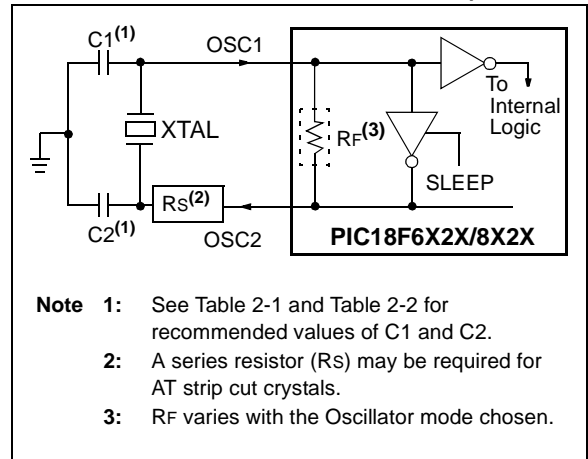 C1(1)
OSC1
To
Internal
Logic
XTAL
RF(3)
SLEEP
C2(1)
RS(2)
OSC2
PIC18F6X2X/8X2X
Note 1: See Table 2-1 and Table 2-2 for
recommended values of C1 and C2.
2: A series resistor (RS) may be required for
AT strip cut crystals.
3: RF varies with the Oscillator mode chosen.